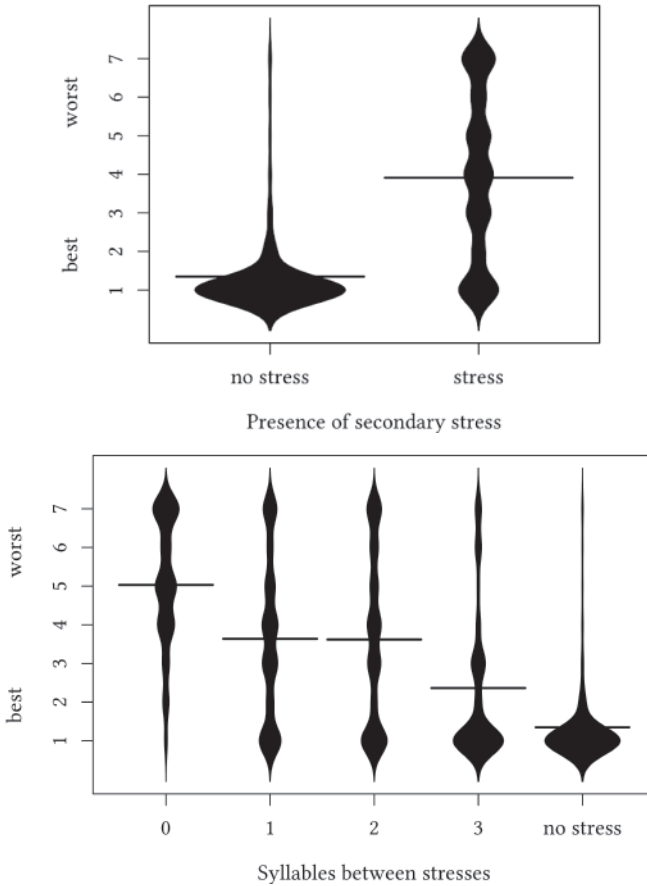 worst
best
7
6
5
4
3
2
1
no stress stress
Presence of secondary stress
worst
best
7
6
5
4
3
2
1
0 1 2 3 no stress
Syllables between stresses